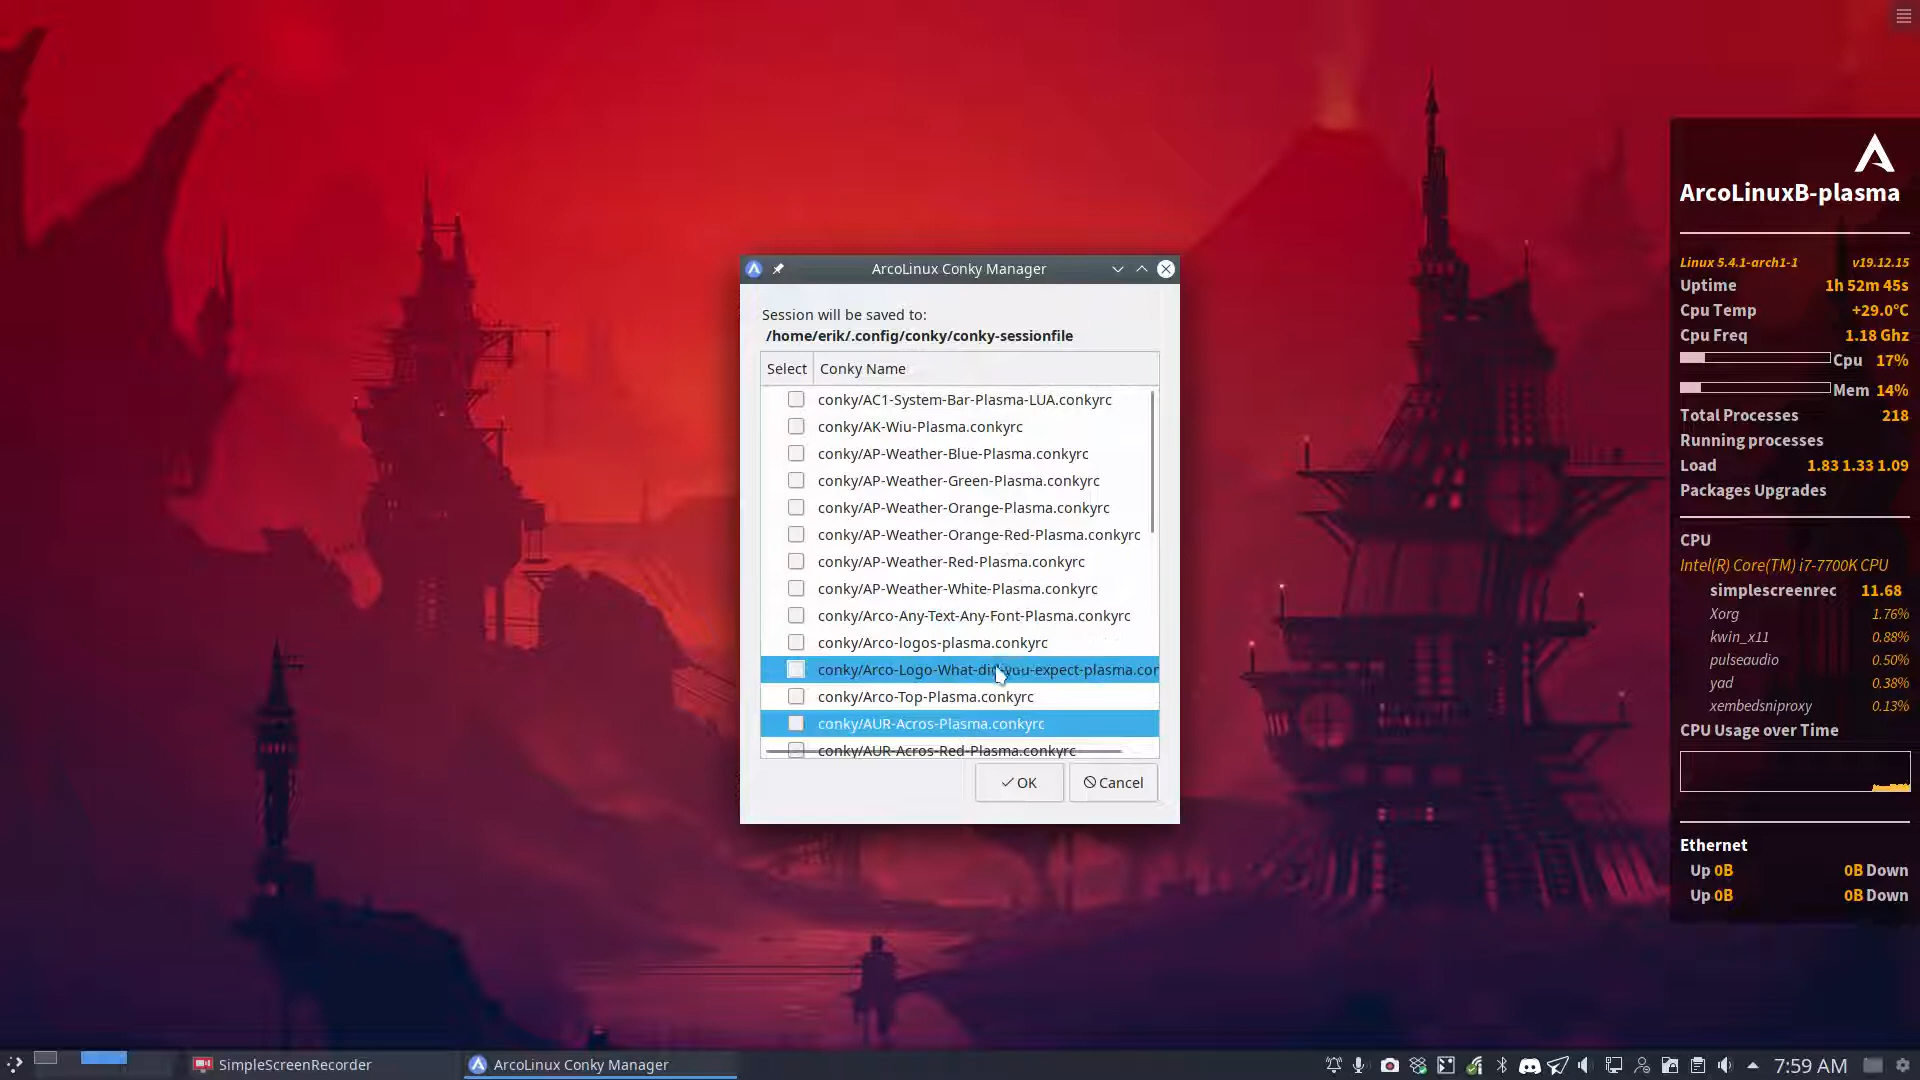 ArcoLinux Conky Manager
Session will be saved to:
/home/erik/.config/conky/conky-sessionfile
Select Conky Name
conky/AC1-System-Bar-Plasma-LUA.conkyrc
conky/AK-Wiu-Plasma.conkyrc
conky/AP-Weather-Blue-Plasma.conkyrc
conky/AP-Weather-Green-Plasma.conkyrc
conky/AP-Weather-Orange-Plasma.conkyrc
conky/AP-Weather-Orange-Red-Plasma.conkyrc
conky/AP-Weather-Red-Plasma.conkyrc
conky/AP-Weather-White-Plasma.conkyrc
conky/Arco-Any-Text-Any-Font-Plasma.conkyrc
conky/Arco-logos-plasma.conkyrc
conky/Arco-Logo-What-did-you-expect-plasma.cor
conky/Arco-Top-Plasma.conkyrc
conky/AUR-Acros-Plasma.conkyrc
conky/AUR-Acros-Red-Plasma.conkyrc
OK Cancel
ArcoLinuxB-plasma
Linux 5.4.1-arch1-1 v19.12.15
Uptime 1h 52m 45s
Cpu Temp +29.0°C
Cpu Freq 1.18 Ghz
Cpu 17%
Mem 14%
Total Processes 218
Running processes
Load 1.83 1.33 1.09
Packages Upgrades
CPU
Intel(R) Core(TM) i7-7700K CPU
simplescreenrec 11.68
Xorg 1.76%
kwin_x11 0.88%
pulseaudio 0.50%
yad 0.38%
xembedsniproxy 0.13%
CPU Usage over Time
Ethernet
Up 0B 0B Down
Up 0B 0B Down
SimpleScreenRecorder ArcoLinux Conky Manager 7:59 AM